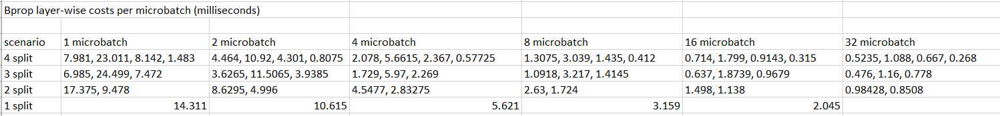 Bprop layer-wise costs per microbatch (milliseconds)
scenario 1 microbatch 2 microbatch 4 microbatch 8 microbatch 16 microbatch 32 microbatch
4 split 7.981, 23.011, 8.142, 1.483 4.464, 10.92, 4.301, 0.8075 2.078, 5.6615, 2.367, 0.57725 1.3075, 3.039, 1.435, 0.412 0.714, 1.799, 0.9143, 0.315 0.5235, 1.088, 0.667, 0.268
3 split 6.985, 24.499, 7.472 3.6265, 11.5065, 3.9385 1.729, 5.97, 2.269 1.0918, 3.217, 1.4145 0.637, 1.8739, 0.9679 0.476, 1.16, 0.778
2 split 17.375, 9.478 8.6295, 4.996 4.5477, 2.83275 2.63, 1.724 1.498, 1.138 0.98428, 0.8508
1 split 14.311 10.615 5.621 3.159 2.045